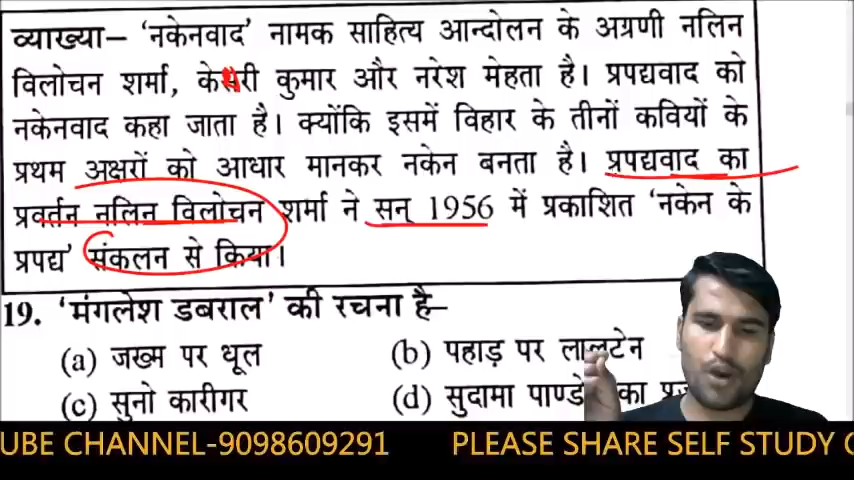 व्याख्या– 'नकेनवाद' नामक साहित्य आन्दोलन के अग्रणी नलिन
विलोचन शर्मा, केसरी कुमार और नरेश मेहता है। प्रपद्यवाद को
नकेनवाद कहा जाता है। क्योंकि इसमें विहार के तीनों कवियों के
प्रथम अक्षरों को आधार मानकर नकेन बनता है। प्रपद्यवाद का
प्रवर्तन नलिन विलोचन शर्मा ने सन् 1956 में प्रकाशित 'नकेन के
प्रपद्य' संकलन से किया।
19. 'मंगलेश डबराल' की रचना है–
(a) जख्म पर धूल (b) पहाड़ पर लालटेन
(c) सुनो कारीगर (d) सुदामा पाण्डे का
UBE CHANNEL-9098609291 PLEASE SHARE SELF STUDY